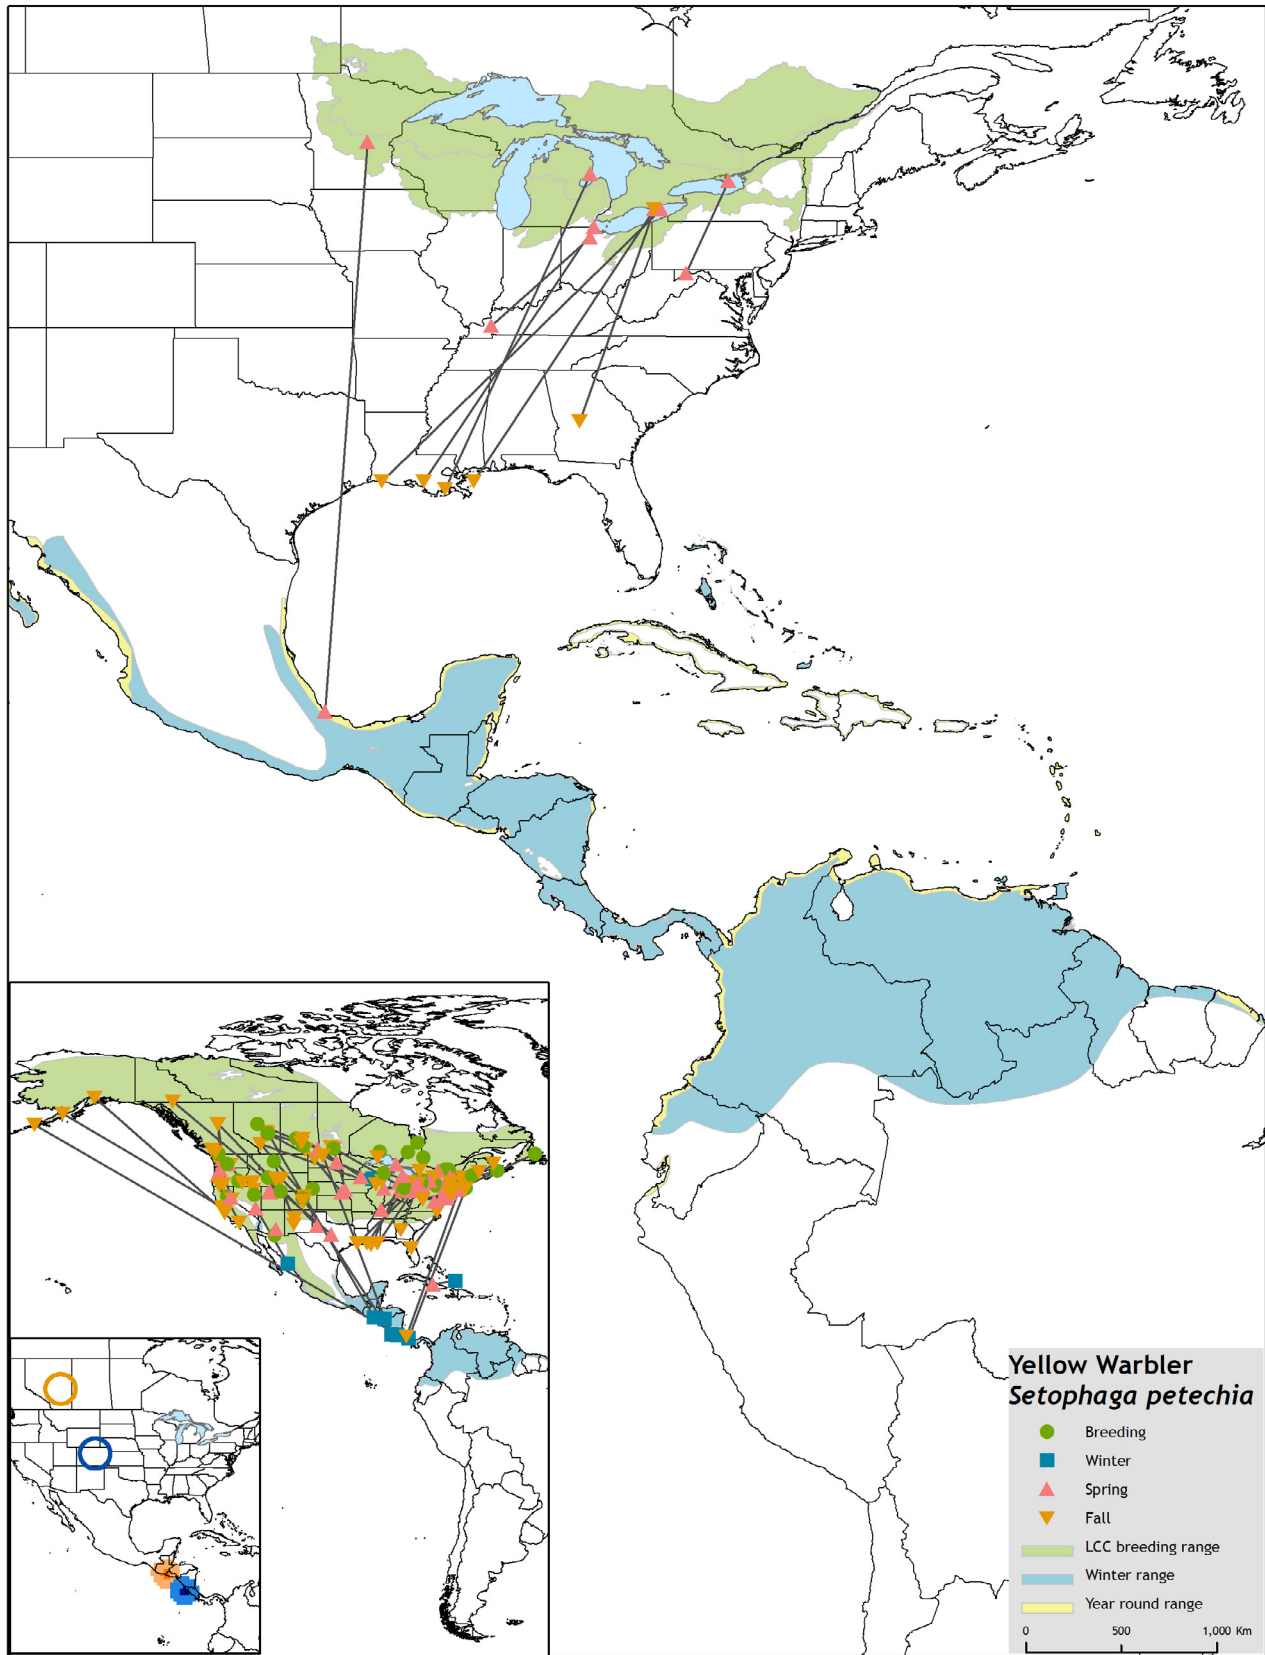 Yellow Warbler
Setophaga petechia
Breeding
Winter
Spring
Fall
LCC breeding range
Winter range
Year round range
0 500 1,000 Km